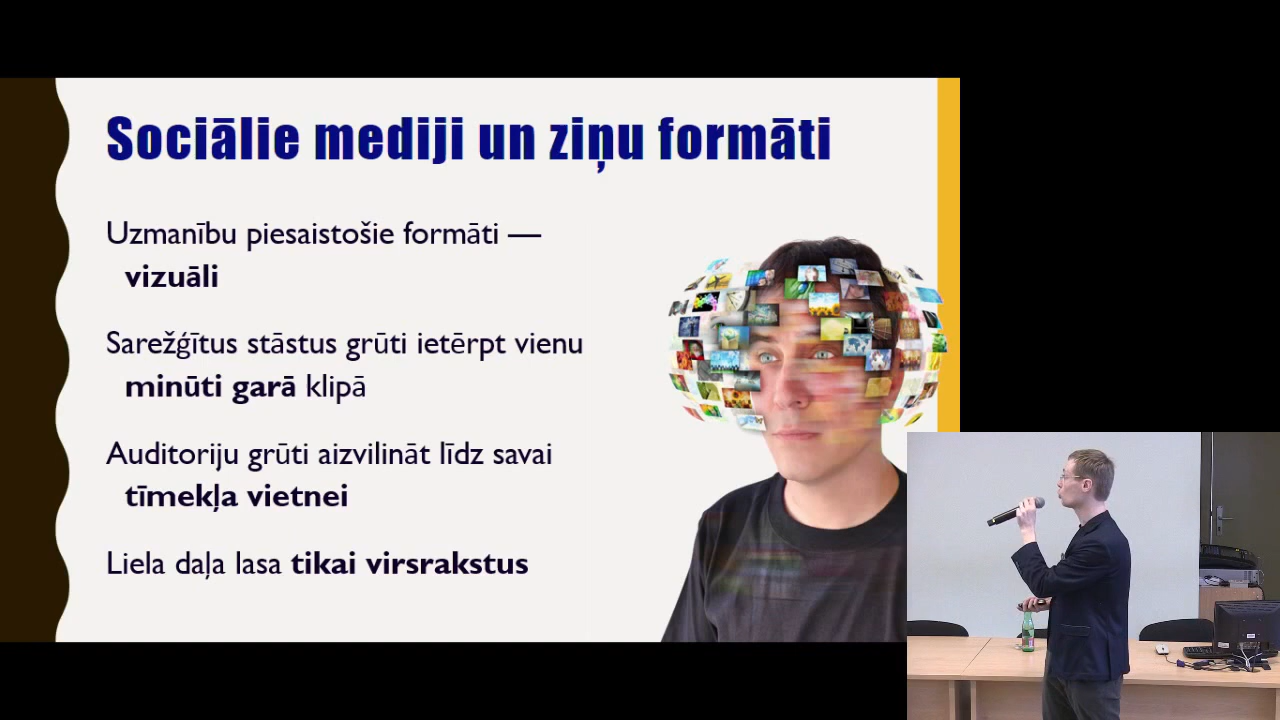 Sociālie mediji un ziņu formāti
Uzmanību piesaistošie formāti —
vizuāli
Sarežģītus stāstus grūti ietērpt vienu
minūti garā klipā
Auditoriju grūti aizvilināt līdz savai
tīmekļa vietnei
Liela daļa lasa tikai virsrakstus